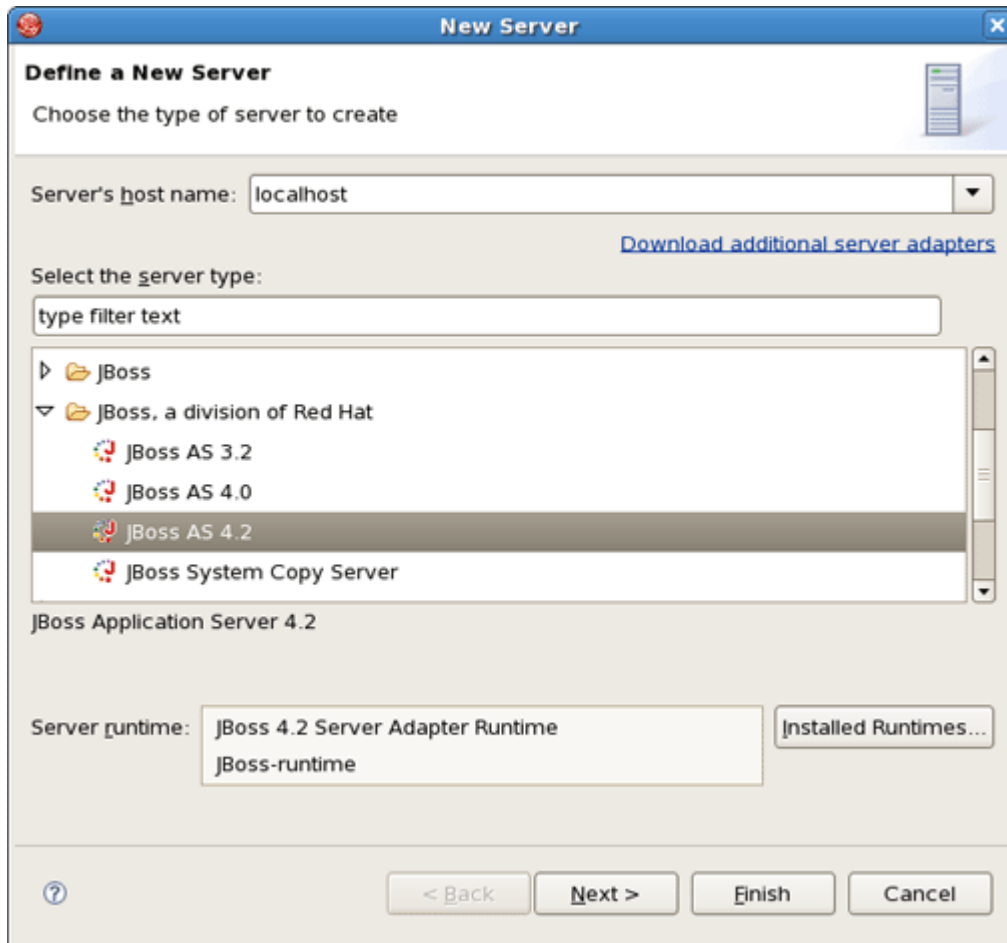 New Server
Define a New Server
Choose the type of server to create
Server's host name: localhost
Download additional server adapters
Select the server type:
type filter text
JBoss
JBoss, a division of Red Hat
JBoss AS 3.2
JBoss AS 4.0
JBoss AS 4.2
JBoss System Copy Server
JBoss Application Server 4.2
Server runtime: JBoss 4.2 Server Adapter Runtime Installed Runtimes...
JBoss-runtime
? < Back Next > Finish Cancel